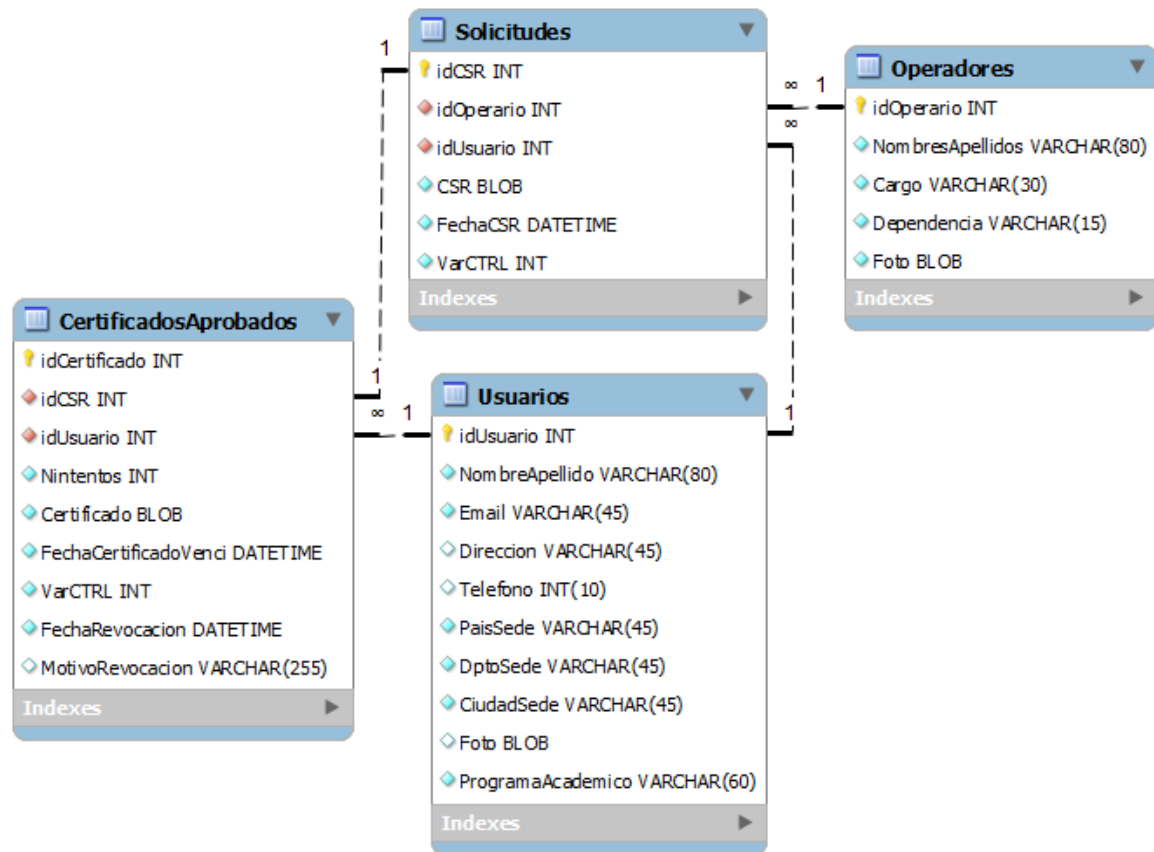 Solicitudes
idCSR INT
idOperario INT
idUsuario INT
CSR BLOB
FechaCSR DATETIME
VarCTRL INT
Indexes
1
∞ 1
∞
Operadores
idOperario INT
NombresApellidos VARCHAR(80)
Cargo VARCHAR(30)
Dependencia VARCHAR(15)
Foto BLOB
Indexes
CertificadosAprobados
idCertificado INT
idCSR INT
idUsuario INT
Nintentos INT
Certificado BLOB
FechaCertificadoVenci DATETIME
VarCTRL INT
FechaRevocacion DATETIME
MotivoRevocacion VARCHAR(255)
Indexes
1
∞ 1
Usuarios
idUsuario INT
NombreApellido VARCHAR(80)
Email VARCHAR(45)
Direccion VARCHAR(45)
Telefono INT(10)
PaisSede VARCHAR(45)
DptoSede VARCHAR(45)
CiudadSede VARCHAR(45)
Foto BLOB
ProgramaAcademico VARCHAR(60)
Indexes
1